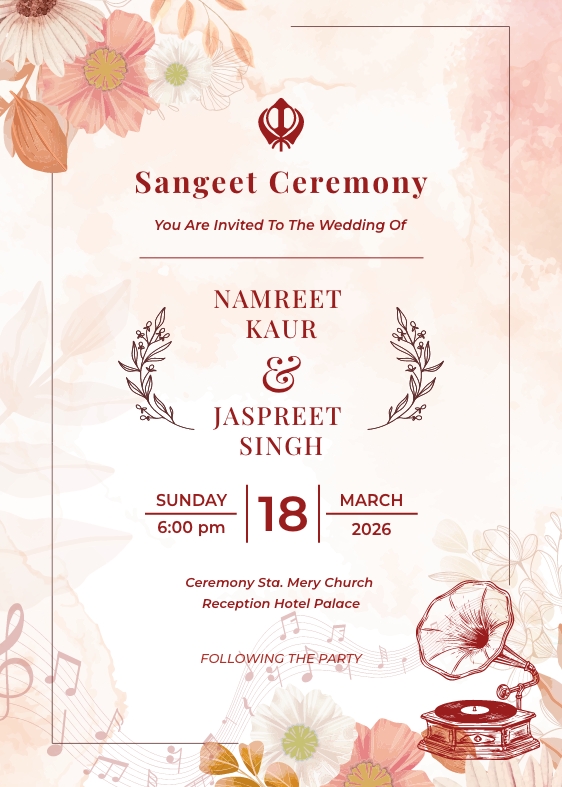 Sangeet Ceremony
You Are Invited To The Wedding Of
NAMREET
KAUR
&
JASPREET
SINGH
SUNDAY
6:00 pm
18
MARCH
2026
Ceremony Sta. Mery Church
Reception Hotel Palace
FOLLOWING THE PARTY